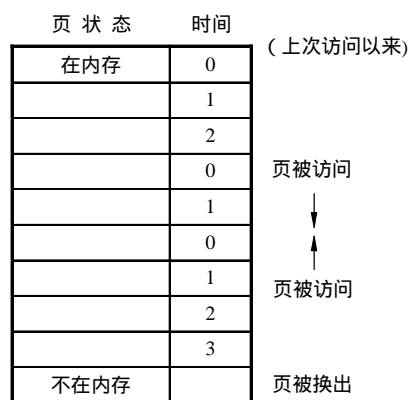 页 状 态 时间
(上次访问以来)
在内存 0
1
2
0 页被访问
1
0
1 页被访问
2
3
不在内存 页被换出